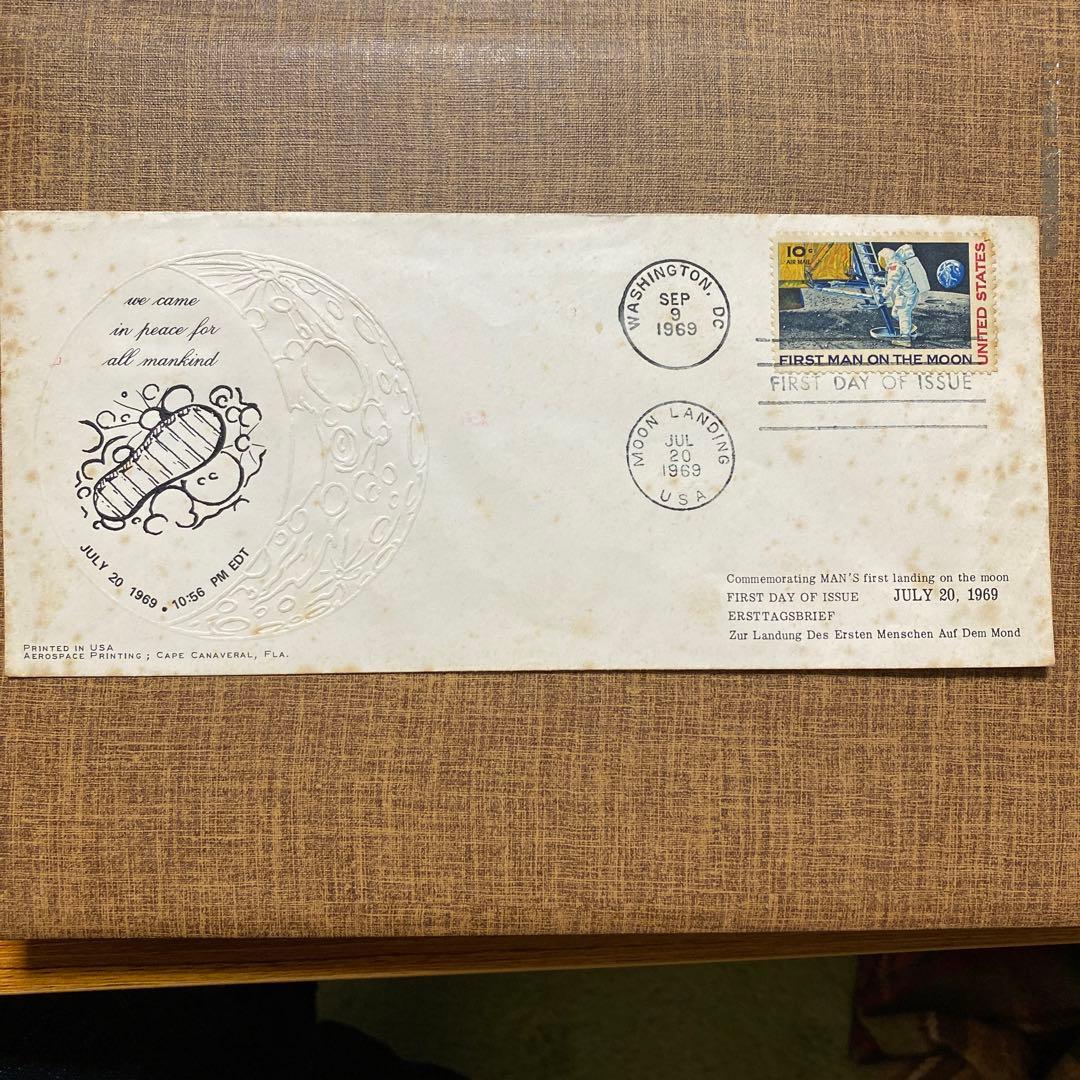 we came
in peace for
all mankind
JULY 20 1969 • 10:56 PM EDT
PRINTED IN USA
AEROSPACE PRINTING ; CAPE CANAVERAL, FLA.
WASHINGTON, DC
SEP
9
1969
10c
AIR MAIL
UNITED STATES
FIRST MAN ON THE MOON
FIRST DAY OF ISSUE
MOON LANDING
JUL
20
1969
USA
Commemorating MAN'S first landing on the moon
FIRST DAY OF ISSUE JULY 20, 1969
ERSTTAGSBRIEF
Zur Landung Des Ersten Menschen Auf Dem Mond